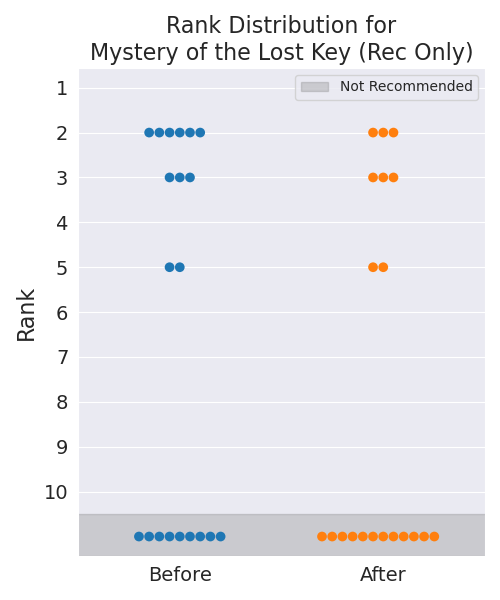 Rank Distribution for
Mystery of the Lost Key (Rec Only)
Not Recommended
1
2
3
4
5
6
7
8
9
10
Rank
Before
After